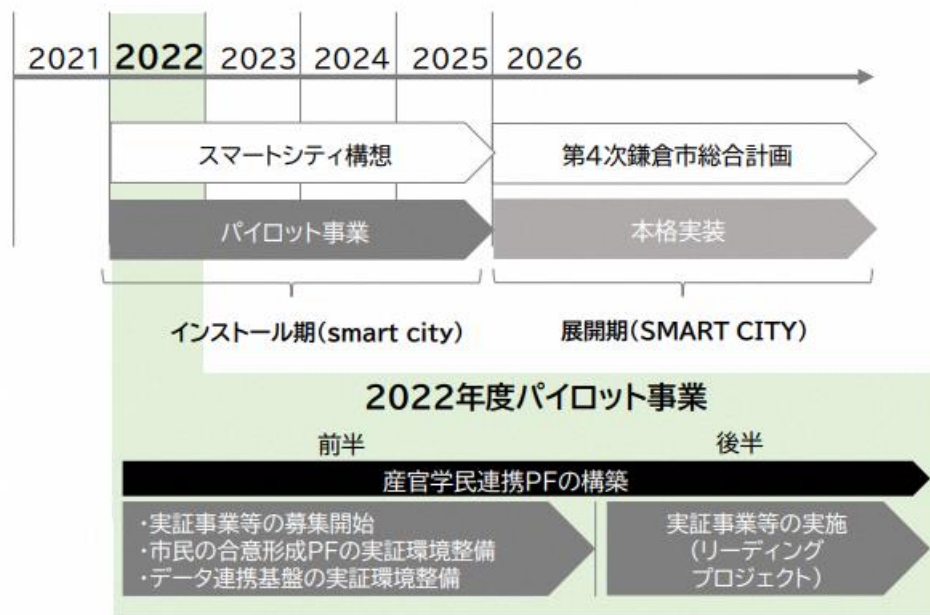 2021 2022 2023 2024 2025 2026
スマートシティ構想
第4次鎌倉市総合計画
パイロット事業
本格実装
インストール期(smart city)
展開期(SMART CITY)
2022年度パイロット事業
前半
後半
産官学民連携PFの構築
・実証事業等の募集開始
・市民の合意形成PFの実証環境整備
・データ連携基盤の実証環境整備
実証事業等の実施
(リーディング
プロジェクト)